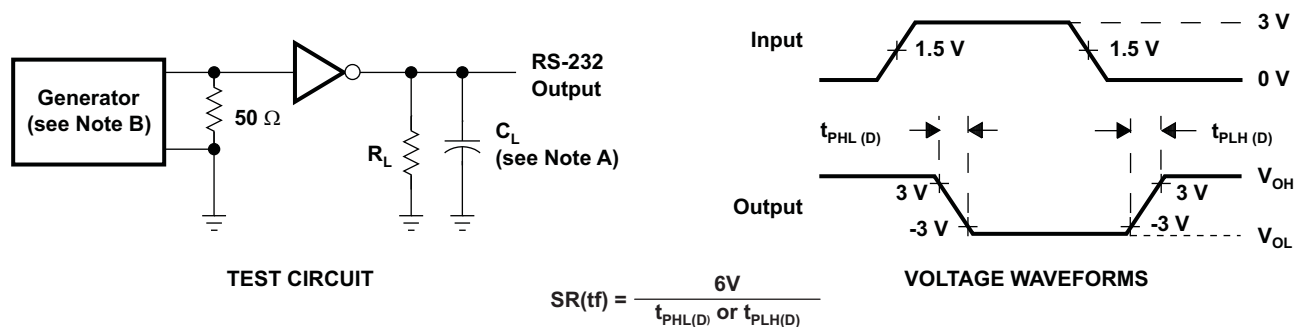 Generator
(see Note B)
50 Ω
RS-232
Output
R_L
C_L
(see Note A)
TEST CIRCUIT
Input
3 V
1.5 V
1.5 V
0 V
t_PHL (D)
t_PLH (D)
Output
3 V
-3 V
3 V
-3 V
V_OH
V_OL
VOLTAGE WAVEFORMS
SR(tf) = 6V / t_PHL(D) or t_PLH(D)